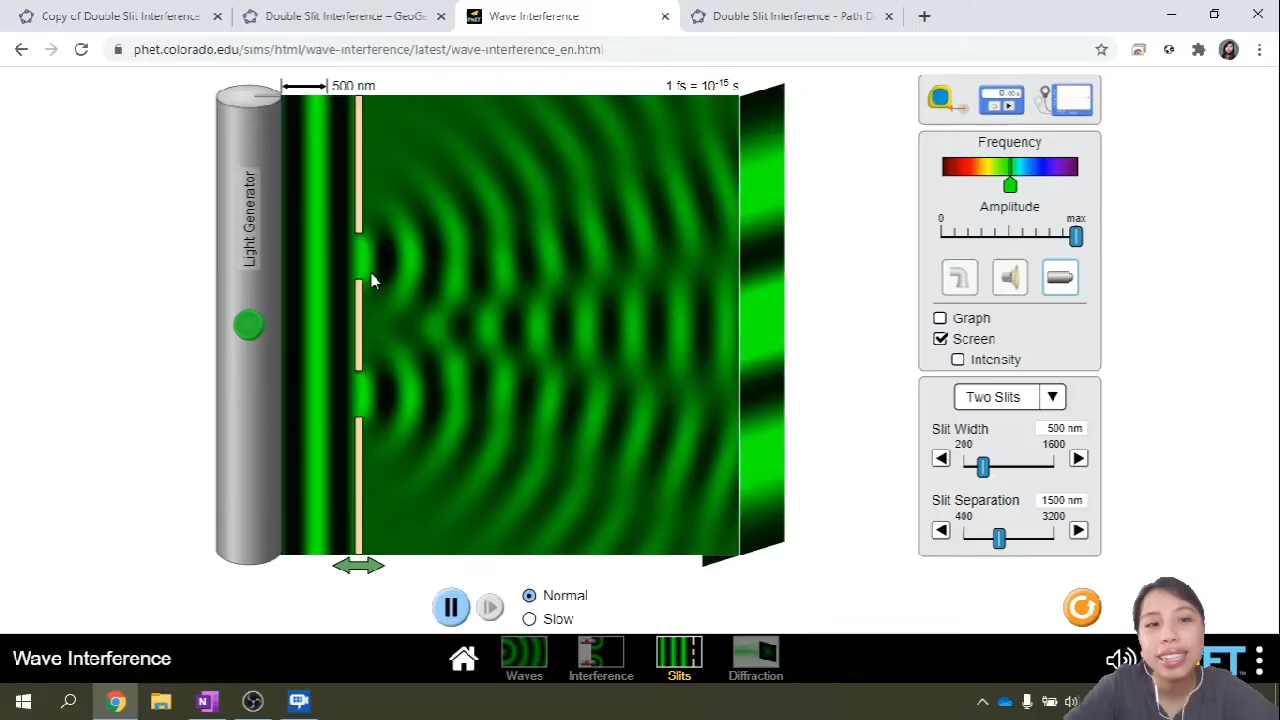 Copy of Double Slit Interference
Double Slit Interference – GeoGe
Wave Interference
Double Slit Interference - Path D
phet.colorado.edu/sims/html/wave-interference/latest/wave-interference_en.html
500 nm
1 fs = 10⁻¹⁵ s
Light Generator
0.00
Frequency
Amplitude
0 max
Graph
Screen
Intensity
Two Slits
Slit Width 500 nm
200 1600
Slit Separation 1500 nm
400 3200
Normal
Slow
Wave Interference
Waves
Interference
Slits
Diffraction